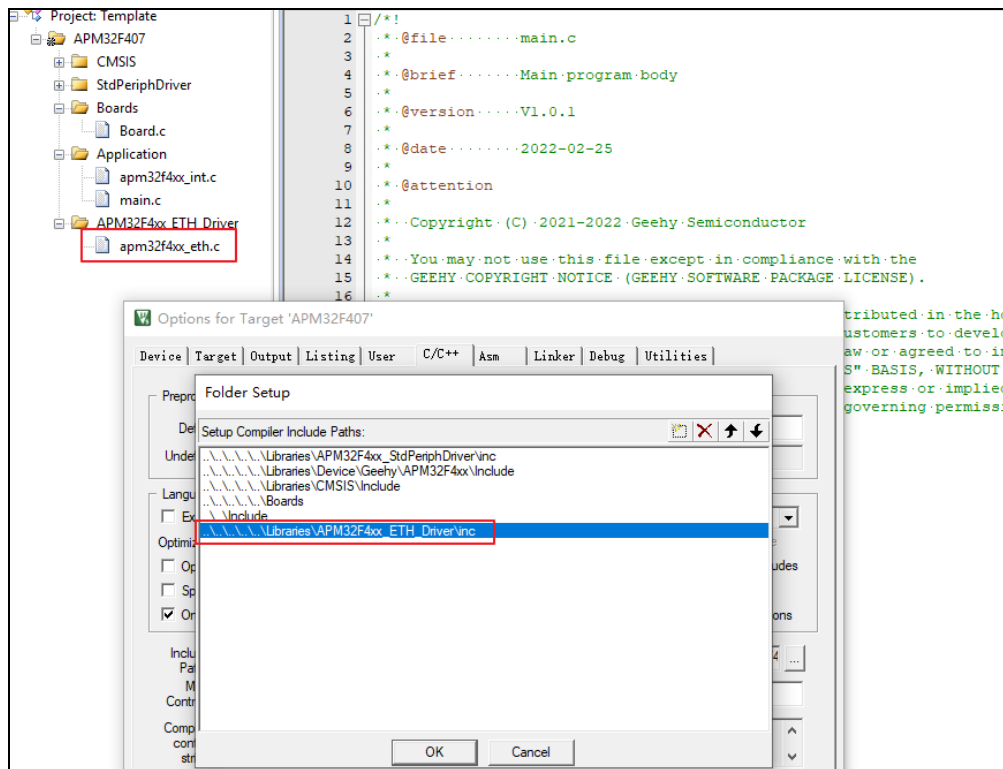 Project: Template
APM32F407
CMSIS
StdPeriphDriver
Boards
Board.c
Application
apm32f4xx_int.c
main.c
APM32F4xx_ETH_Driver
apm32f4xx_eth.c
1 /*!
2 * @file main.c
3 *
4 * @brief Main program body
5 *
6 * @version V1.0.1
7 *
8 * @date 2022-02-25
9 *
10 * @attention
11 *
12 * Copyright (C) 2021-2022 Geehy Semiconductor
13 *
14 * You may not use this file except in compliance with the
15 * GEEHY COPYRIGHT NOTICE (GEEHY SOFTWARE PACKAGE LICENSE).
16 *
tributed in the
ustomers to
aw or agreed to
S" BASIS, WITHOUT
express or
governing
Options for Target 'APM32F407'
Device Target Output Listing User C/C++ Asm Linker Debug Utilities
Folder Setup
Setup Compiler Include Paths:
..\..\..\..\..\Libraries\APM32F4xx_StdPeriphDriver\inc
..\..\..\..\..\Libraries\Device\Geehy\APM32F4xx\Include
..\..\..\..\..\Libraries\CMSIS\Include
..\..\..\..\..\Boards
..\..\Include
..\..\..\..\..\Libraries\APM32F4xx_ETH_Driver\inc
udes
ons
...
OK Cancel